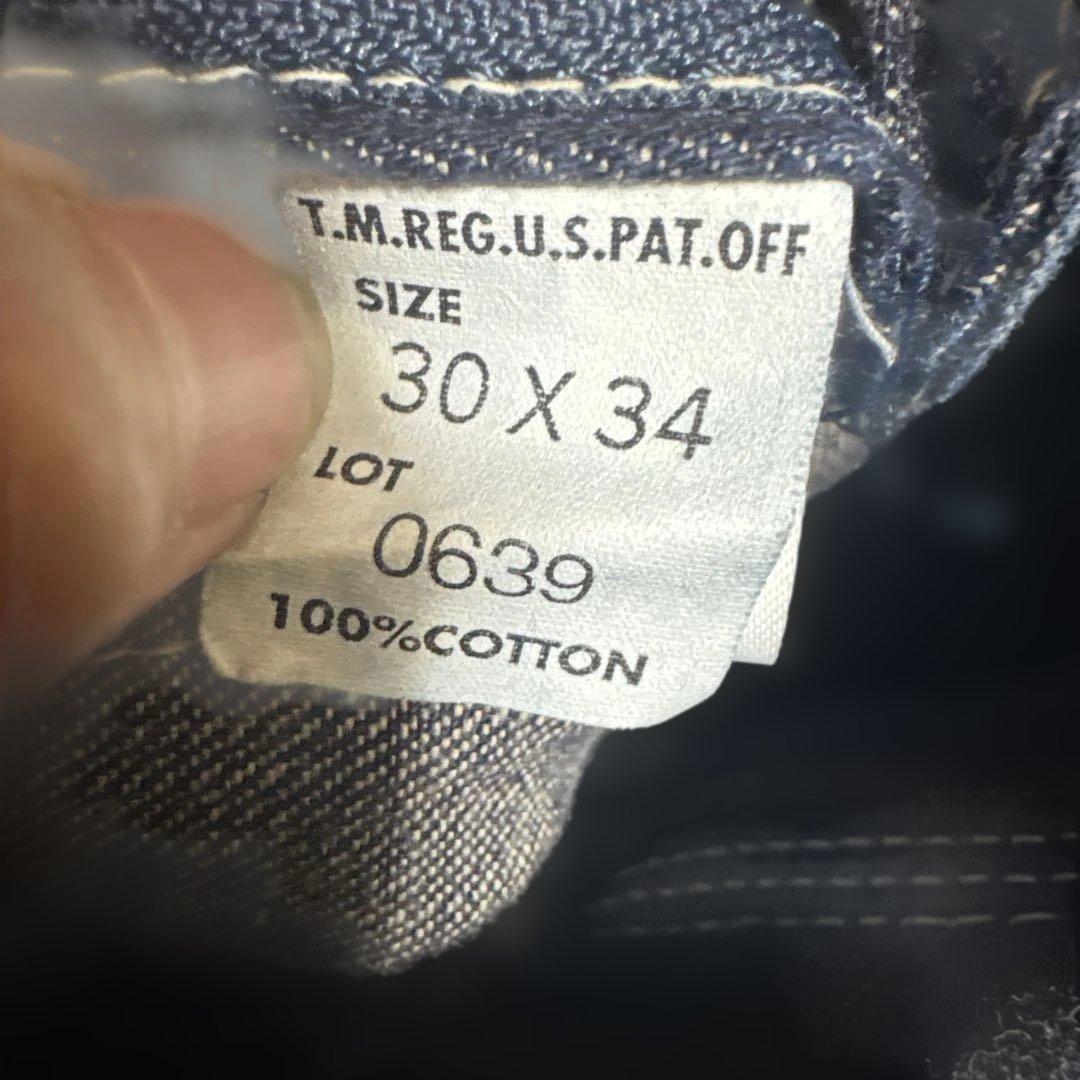 T.M.REG.U.S.PAT.OFF
SIZE
30 X 34
LOT
0639
100%COTTON